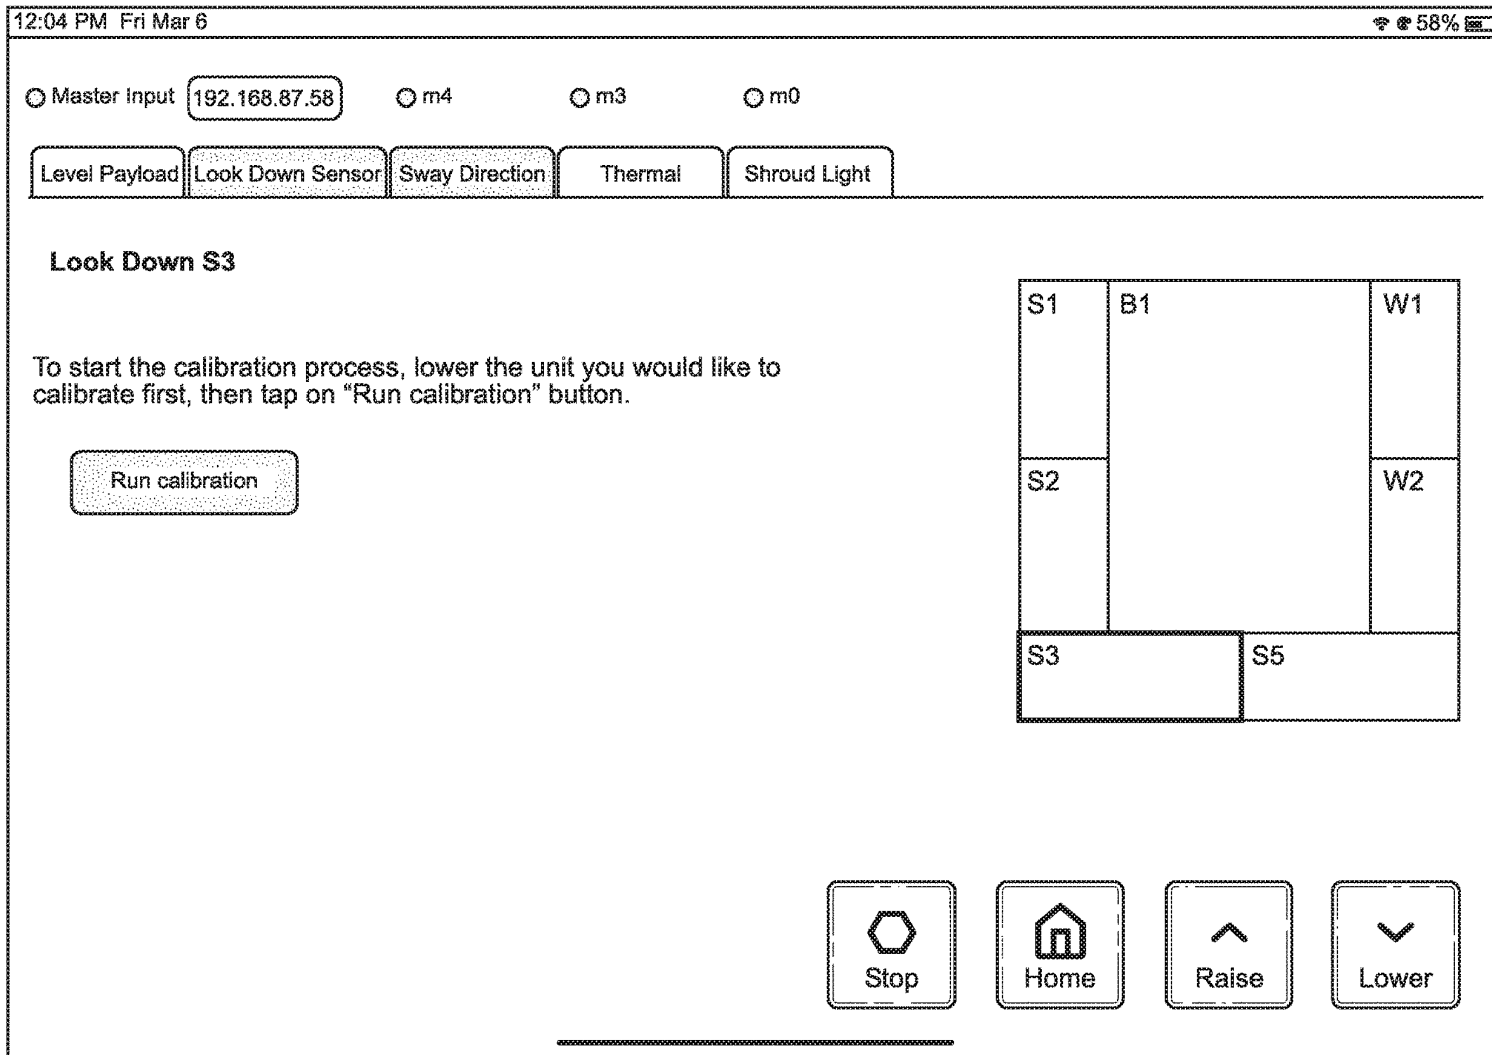 12:04 PM Fri Mar 6 58%
Master Input 192.168.87.58 m4 m3 m0
Level Payload Look Down Sensor Sway Direction Thermal Shroud Light
Look Down S3
S1 B1 W1
To start the calibration process, lower the unit you would like to
calibrate first, then tap on “Run calibration” button.
Run calibration
S2 W2
S3 S5
Stop Home Raise Lower